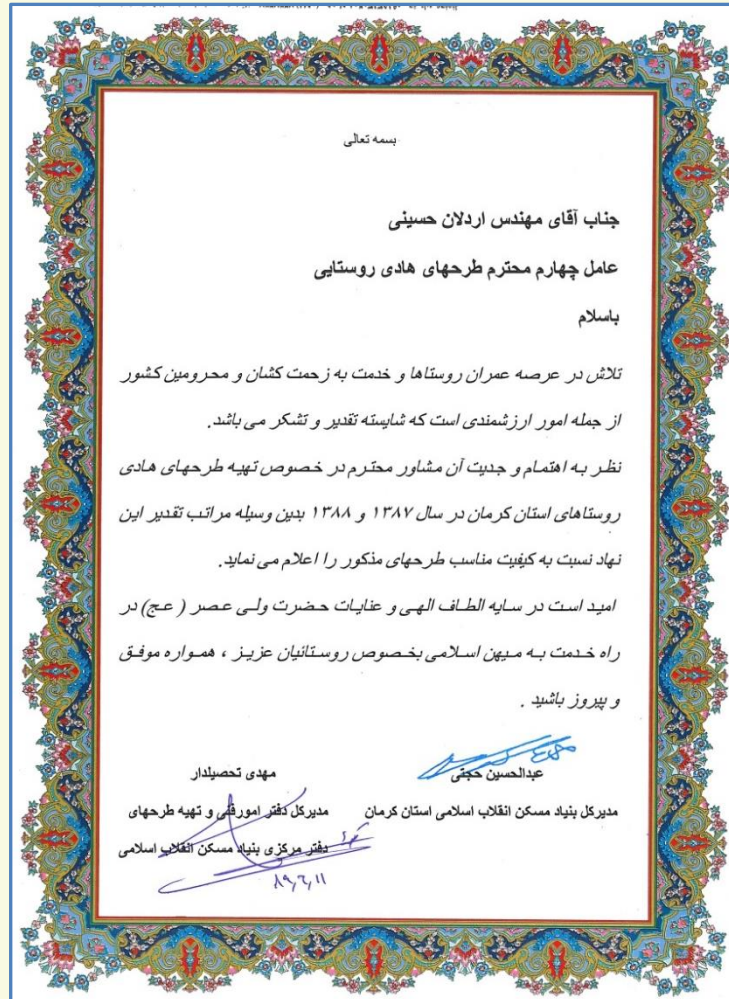 بسمه تعالی
جناب آقای مهندس اردلان حسینی
عامل چهارم محترم طرحهای هادی روستایی
باسلام
تلاش در عرصه عمران روستاها و خدمت به زحمت کشان و محرومین کشور
از جمله امور ارزشمندی است که شایسته تقدیر و تشکر می باشد.
نظر به اهتمام و جدیت آن مشاور محترم در خصوص تهیه طرحهای هادی
روستاهای استان کرمان در سال ۱۳۸۷ و ۱۳۸۸ بدین وسیله مراتب تقدیر این
نهاد نسبت به کیفیت مناسب طرحهای مذکور را اعلام می نماید.
امید است در سایه الطاف الهی و عنایات حضرت ولی عصر ( عج) در
راه خدمت به میهن اسلامی بخصوص روستائیان عزیز ، همواره موفق
و پیروز باشید .
عبدالحسین حجتی
مدیرکل بنیاد مسکن انقلاب اسلامی استان کرمان
مهدی تحصیلدار
مدیرکل دفتر امورفنی و تهیه طرحهای
دفتر مرکزی بنیاد مسکن انقلاب اسلامی